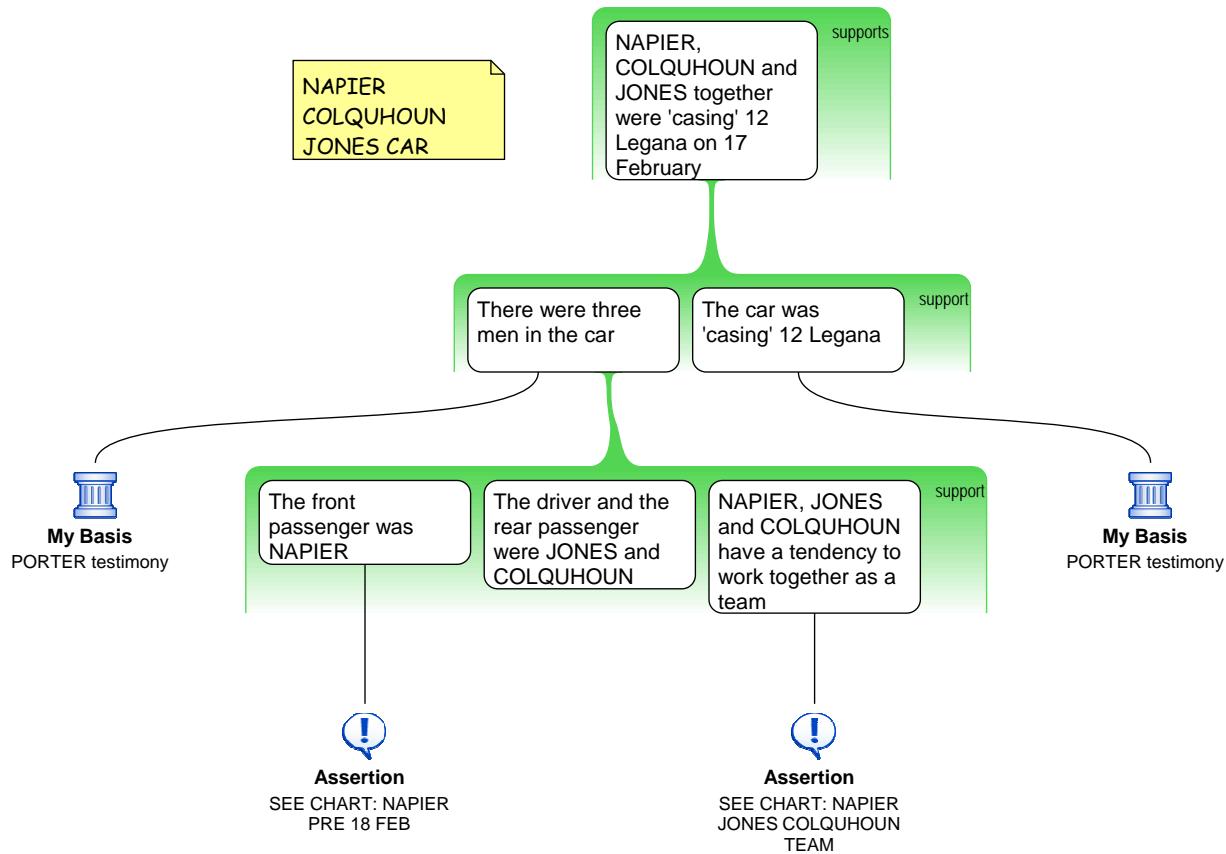 NAPIER
COLQUHOUN
JONES CAR
NAPIER,
COLQUHOUN and
JONES together
were 'casing' 12
Legana on 17
February
supports
There were three
men in the car
The car was
'casing' 12 Legana
support
My Basis
PORTER testimony
The front
passenger was
NAPIER
The driver and the
rear passenger
were JONES and
COLQUHOUN
NAPIER, JONES
and COLQUHOUN
have a tendency to
work together as a
team
support
My Basis
PORTER testimony
Assertion
SEE CHART: NAPIER
PRE 18 FEB
Assertion
SEE CHART: NAPIER
JONES COLQUHOUN
TEAM